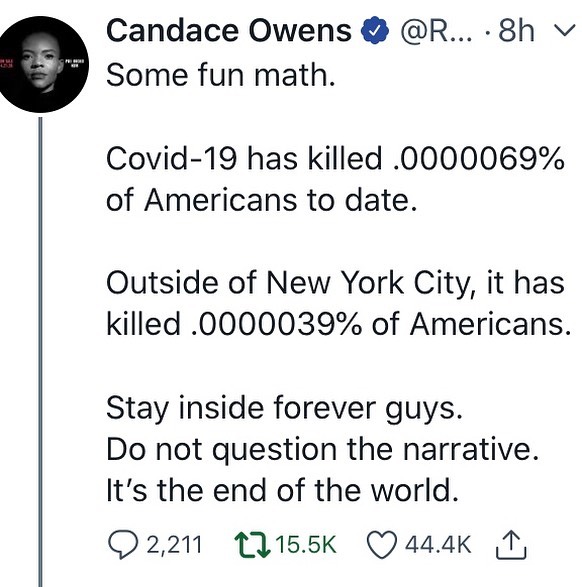 Candace Owens @R... · 8h
Some fun math.
Covid-19 has killed .0000069%
of Americans to date.
Outside of New York City, it has
killed .0000039% of Americans.
Stay inside forever guys.
Do not question the narrative.
It’s the end of the world.
2,211 15.5K 44.4K